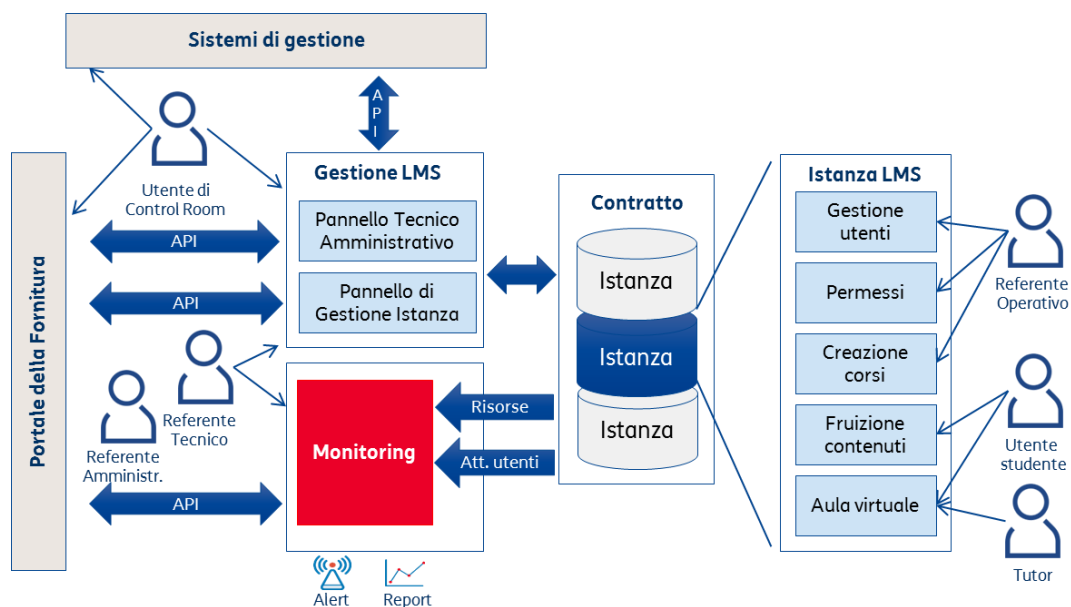 Sistemi di gestione
API
Utente di
Control Room
Portale della Fornitura
Gestione LMS
Pannello Tecnico
Amministrativo
Pannello di
Gestione Istanza
API
API
Referente
Tecnico
Referente
Amministr.
API
Monitoring
Risorse
Att. utenti
Alert
Report
Contratto
Istanza
Istanza
Istanza
Istanza LMS
Gestione
utenti
Permessi
Creazione
corsi
Fruizione
contenuti
Aula virtuale
Referente
Operativo
Utente
studente
Tutor